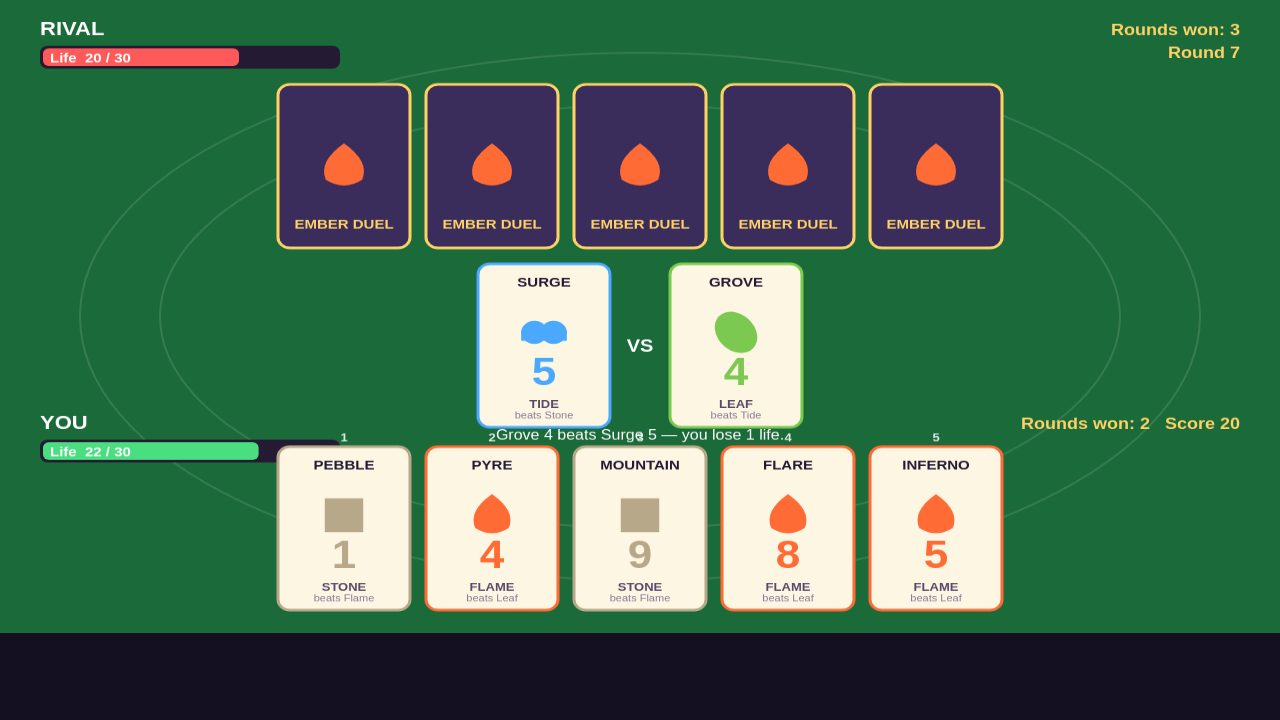 RIVAL
Life 20 / 30
Rounds won: 3
Round 7
EMBER DUEL
EMBER DUEL
EMBER DUEL
EMBER DUEL
EMBER DUEL
SURGE
5
TIDE
beats Stone
VS
GROVE
4
LEAF
beats Tide
YOU
Life 22 / 30
Rounds won: 2 Score 20
Grove 4 beats Surge 5 — you lose 1 life.
1
PEBBLE
1
STONE
beats Flame
2
PYRE
4
FLAME
beats Leaf
3
MOUNTAIN
9
STONE
beats Flame
4
FLARE
8
FLAME
beats Leaf
5
INFERNO
5
FLAME
beats Leaf